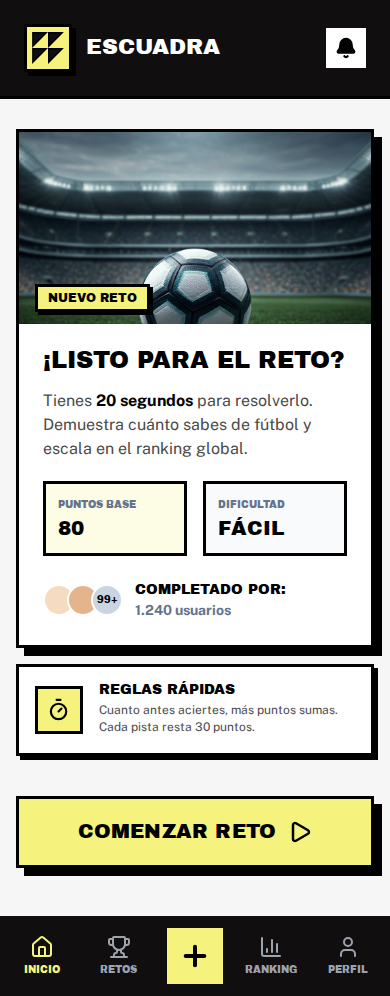 ESCUADRA
NUEVO RETO
¡LISTO PARA EL RETO?
Tienes 20 segundos para resolverlo.
Demuestra cuánto sabes de fútbol y
escala en el ranking global.
PUNTOS BASE
80
DIFICULTAD
FÁCIL
99+
COMPLETADO POR:
1.240 usuarios
REGLAS RÁPIDAS
Cuanto antes aciertes, más puntos sumas.
Cada pista resta 30 puntos.
COMENZAR RETO
INICIO
RETOS
RANKING
PERFIL